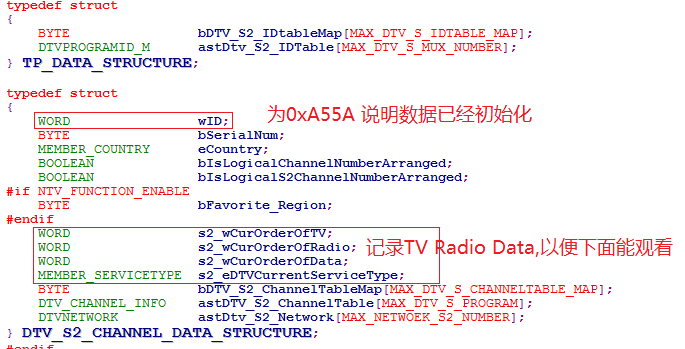 typedef struct
{
BYTE bDTV_S2_IDtableMap[MAX_DTV_S_IDTABLE_MAP];
DTVPROGRAMID_M astDtv_S2_IDTable[MAX_DTV_S_MUX_NUMBER];
} TP_DATA_STRUCTURE;
typedef struct
{
WORD wID; 为0xA55A 说明数据已经初始化
BYTE bSerialNum;
MEMBER_COUNTRY eCountry;
BOOLEAN bIsLogicalChannelNumberArranged;
BOOLEAN bIsLogicalS2ChannelNumberArranged;
#if NTV_FUNCTION_ENABLE
BYTE bFavorite_Region;
#endif
WORD s2_wCurOrderOfTV;
WORD s2_wCurOrderOfRadio; 记录TV Radio Data,以便下面能观看
WORD s2_wCurOrderOfData;
MEMBER_SERVICETYPE s2_eDTVCurrentServiceType;
BYTE bDTV_S2_ChannelTableMap[MAX_DTV_S_CHANNELTABLE_MAP];
DTV_CHANNEL_INFO astDTV_S2_ChannelTable[MAX_DTV_S_PROGRAM];
DTVNETWORK astDtv_S2_Network[MAX_NETWOEK_S2_NUMBER];
} DTV_S2_CHANNEL_DATA_STRUCTURE;
#endif